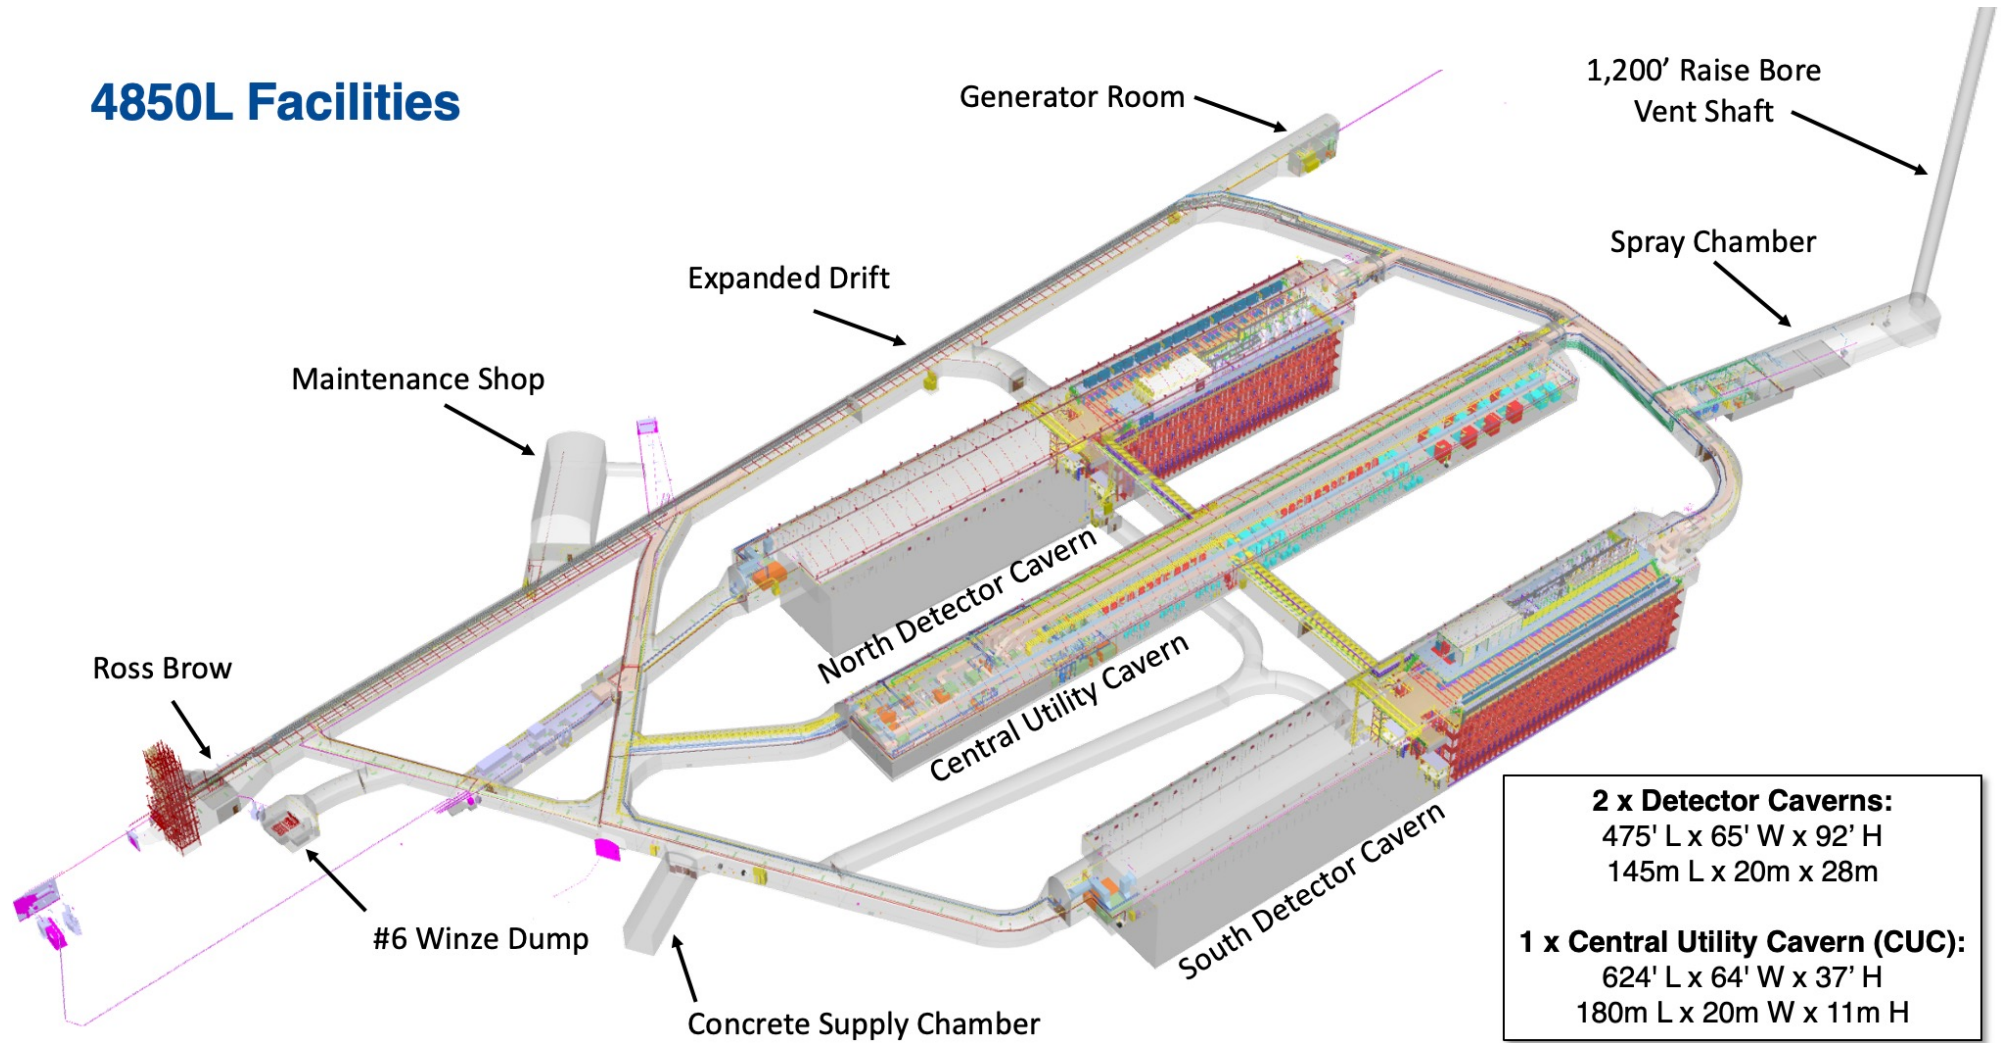 4850L Facilities
Generator Room
1,200’ Raise Bore
Vent Shaft
Spray Chamber
Expanded Drift
Maintenance Shop
Ross Brow
North Detector Cavern
Central Utility Cavern
South Detector Cavern
#6 Winze Dump
Concrete Supply Chamber
2 x Detector Caverns:
475' L x 65' W x 92’ H
145m L x 20m x 28m
1 x Central Utility Cavern (CUC):
624' L x 64' W x 37’ H
180m L x 20m W x 11m H